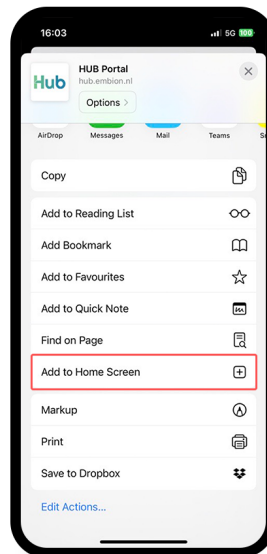 16:03
5G 100
Hub
HUB Portal
hub.embion.nl
Options >
AirDrop Messages Mail Teams
Copy
Add to Reading List
Add Bookmark
Add to Favourites
Add to Quick Note
Find on Page
Add to Home Screen
Markup
Print
Save to Dropbox
Edit Actions...